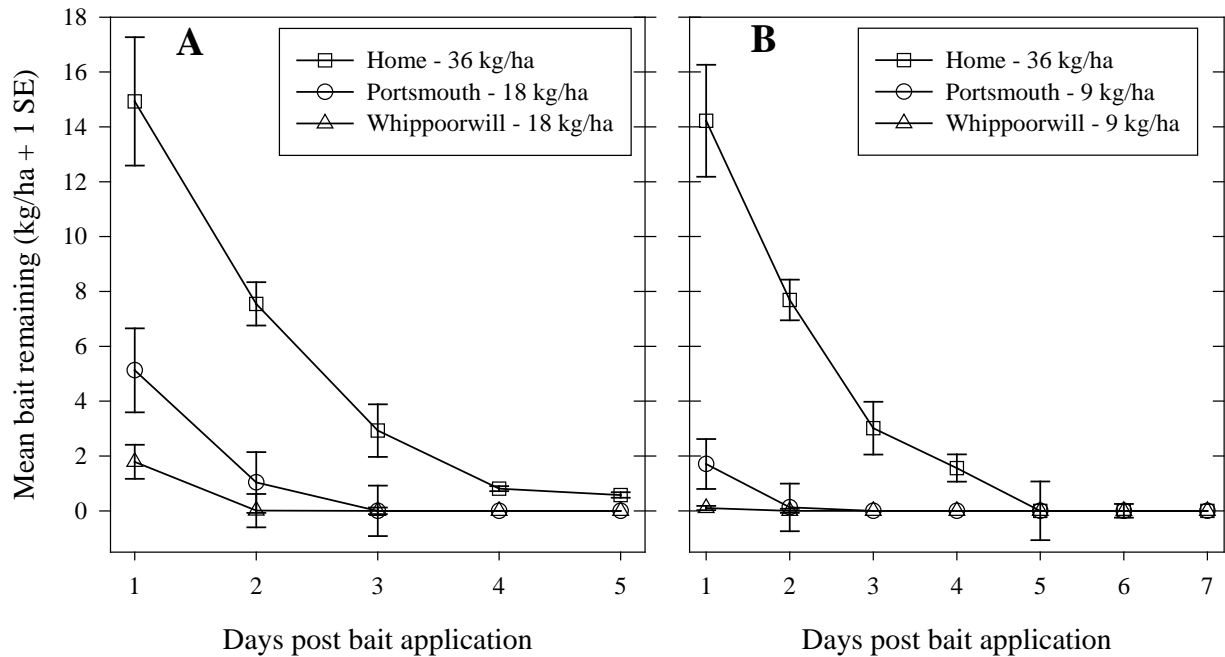 Mean bait remaining (kg/ha + 1 SE)
18
16
14
12
10
8
6
4
2
0
A
Home - 36 kg/ha
Portsmouth - 18 kg/ha
Whippoorwill - 18 kg/ha
1 2 3 4 5
Days post bait application
B
Home - 36 kg/ha
Portsmouth - 9 kg/ha
Whippoorwill - 9 kg/ha
1 2 3 4 5 6 7
Days post bait application